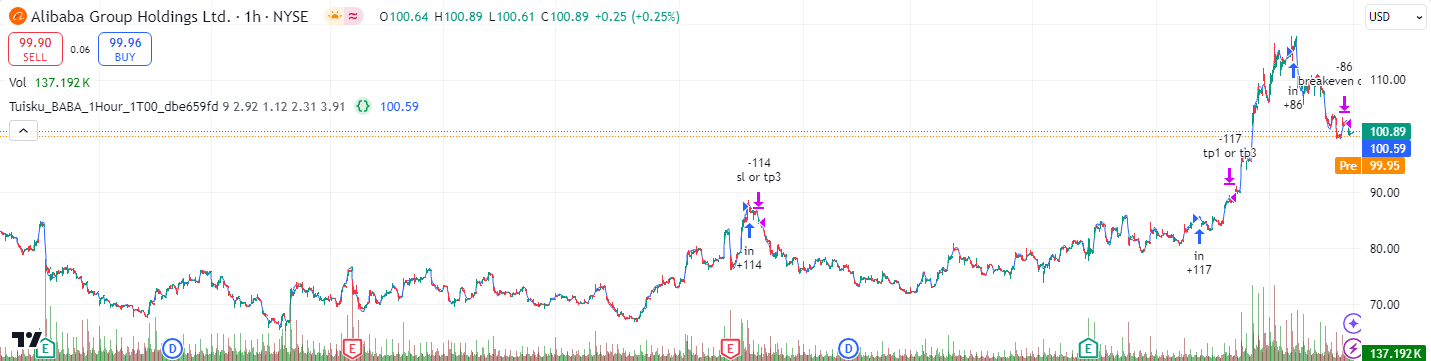 Alibaba Group Holdings Ltd. · 1h · NYSE O100.64 H100.89 L100.61 C100.89 +0.25 (+0.25%)
USD
99.90
SELL
0.06
99.96
BUY
Vol 137.192 K
Tuisku_BABA_1Hour_1T00_dbe659fd 9 2.92 1.12 2.31 3.91 {} 100.59
-86
breakeven o
in
+86
-117
tp1 or tp3
-114
sl or tp3
in
+114
in
+117
110.00
100.89
100.59
Pre 99.95
90.00
80.00
70.00
137.192 K
E
D
E
E
D
E